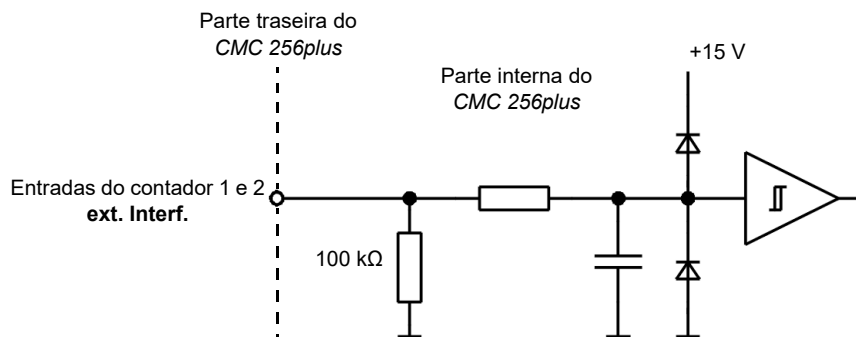 Parte traseira do
CMC 256plus
+15 V
Parte interna do
CMC 256plus
Entradas do contador 1 e 2
ext. Interf.
100 kΩ